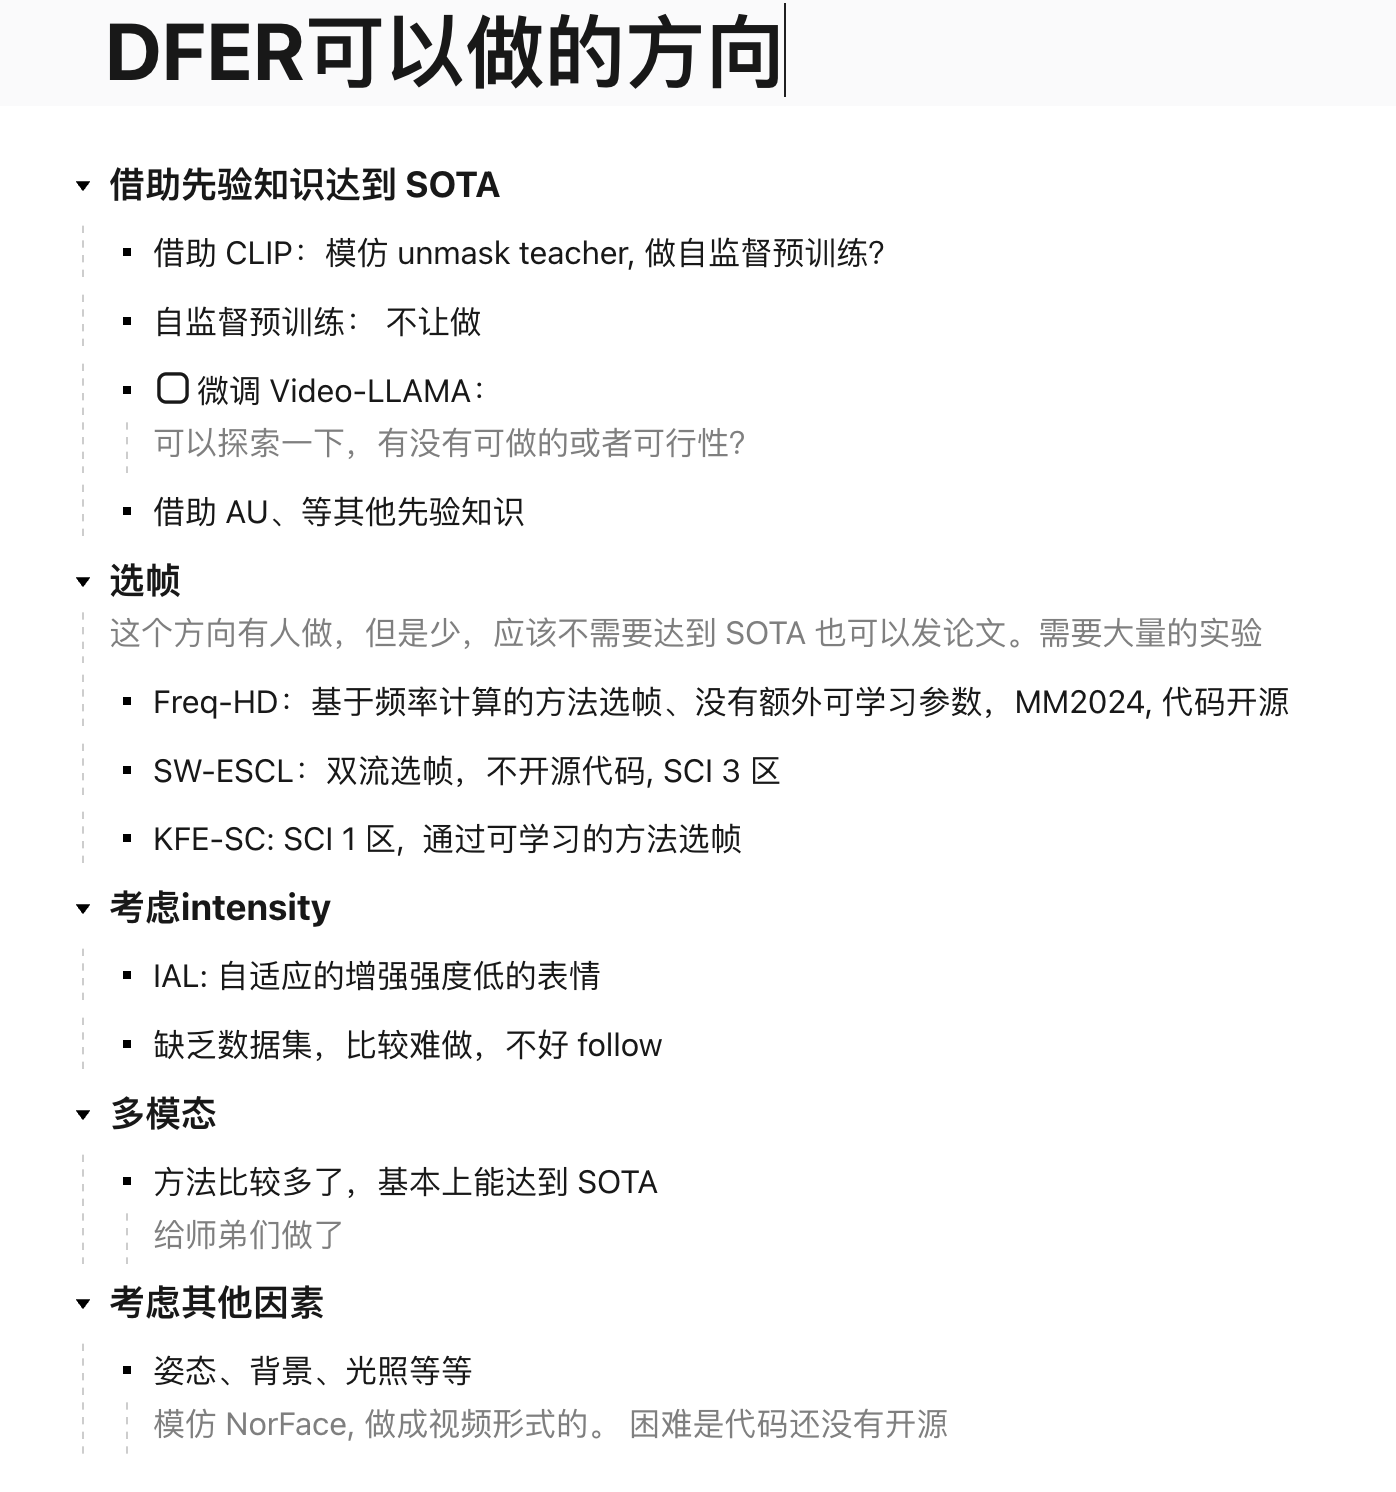 DFER可以做的方向
借助先验知识达到 SOTA
借助 CLIP：模仿 unmask teacher, 做自监督预训练?
自监督预训练： 不让做
微调 Video-LLAMA：
可以探索一下，有没有可做的或者可行性?
借助 AU、等其他先验知识
选帧
这个方向有人做，但是少，应该不需要达到 SOTA 也可以发论文。需要大量的实验
Freq-HD：基于频率计算的方法选帧、没有额外可学习参数，MM2024, 代码开源
SW-ESCL：双流选帧，不开源代码, SCI 3 区
KFE-SC: SCI 1 区，通过可学习的方法选帧
考虑intensity
IAL: 自适应的增强强度低的表情
缺乏数据集，比较难做，不好 follow
多模态
方法比较多了，基本上能达到 SOTA
给师弟们做了
考虑其他因素
姿态、背景、光照等等
模仿 NorFace, 做成视频形式的。 困难是代码还没有开源